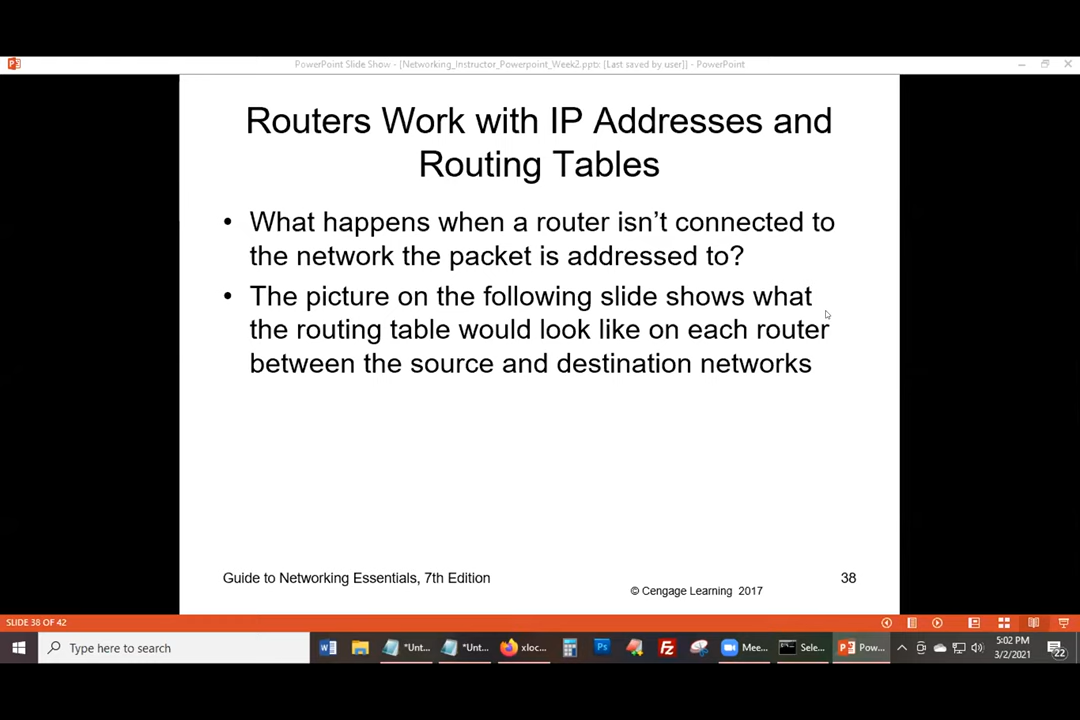 PowerPoint Slide Show - [Networking_Instructor_Powerpoint_Week2.pptx [Last saved by user]] - PowerPoint
Routers Work with IP Addresses and
Routing Tables
• What happens when a router isn't connected to
the network the packet is addressed to?
• The picture on the following slide shows what
the routing table would look like on each router
between the source and destination networks
Guide to Networking Essentials, 7th Edition
© Cengage Learning 2017
38
SLIDE 38 OF 42
Type here to search
*Unt...
*Unt...
xloc...
Mee...
Sele...
Pow...
5:02 PM
3/2/2021
22